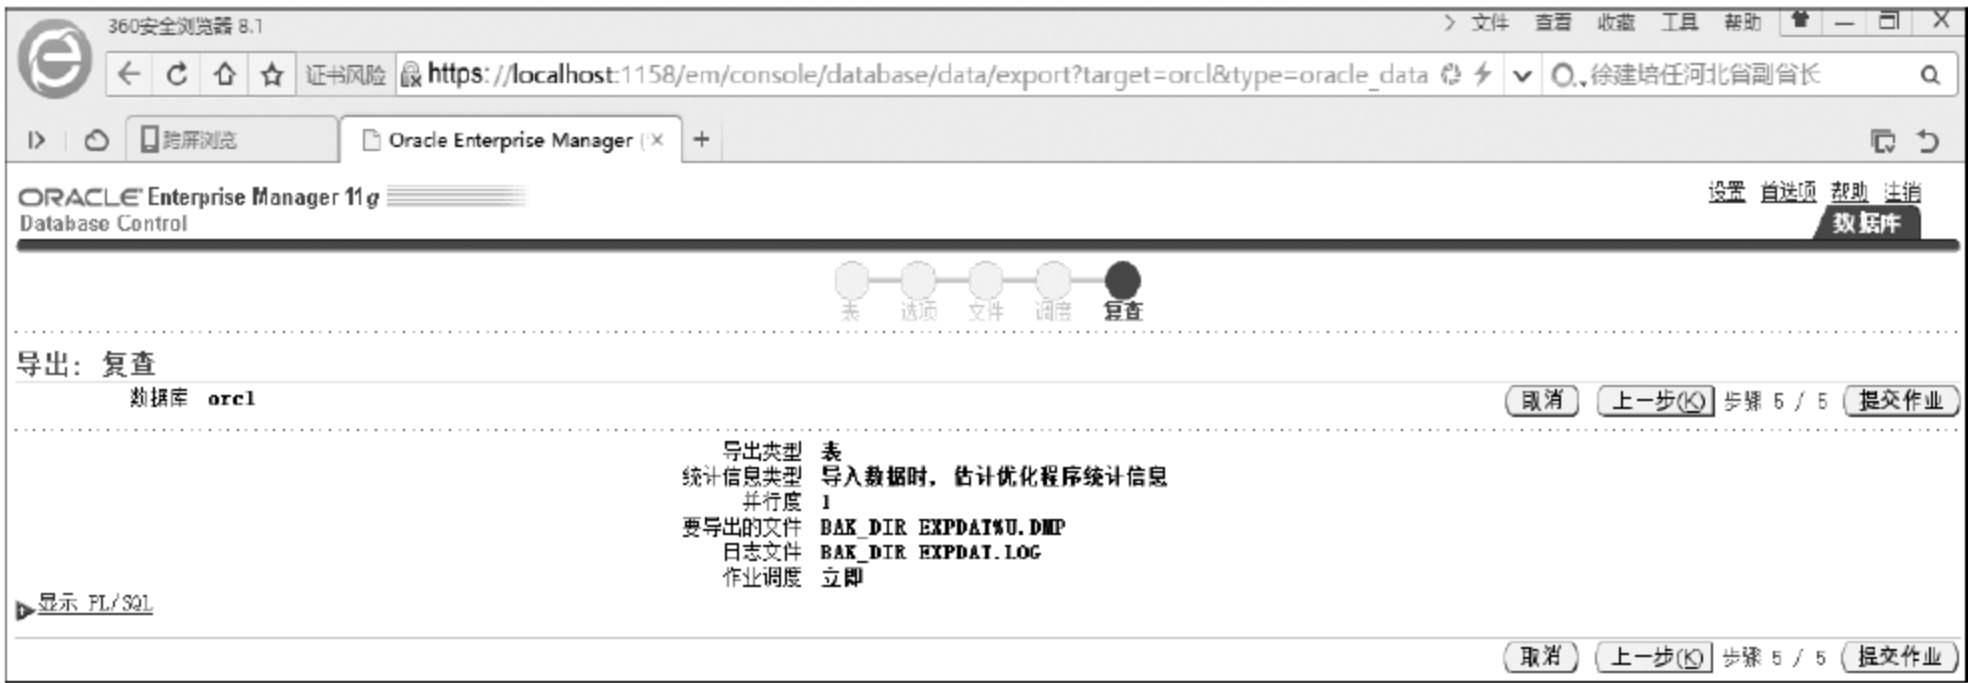 360安全浏览器 8.1
文件 查看 收藏 工具 帮助
证书风险 https://localhost:1158/em/console/database/data/export?target=orcl&type=oracle_data 徐建培任河北省副省长
跨屏浏览 Oracle Enterprise Manager (
ORACLE Enterprise Manager 11g
Database Control
设置 首选项 帮助 注销
数据库
表 选项 文件 调度 复查
导出: 复查
数据库 orcl
取消 上一步(K) 步骤 5 / 5 提交作业
导出类型 表
统计信息类型 导入数据时, 估计优化程序统计信息
并行度 1
要导出的文件 BAK_DIR EXPDAT%U.DMP
日志文件 BAK_DIR EXPDAT.LOG
作业调度 立即
显示 PL/SQL
取消 上一步(K) 步骤 5 / 5 提交作业